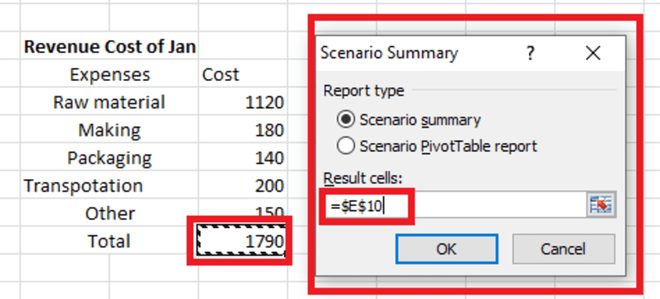 Revenue Cost of Jan
Expenses Cost
Raw material 1120
Making 180
Packaging 140
Transpotation 200
Other 150
Total 1790
Scenario Summary ? ✕
Report type
Scenario summary
Scenario PivotTable report
Result cells:
=$E$10
OK Cancel